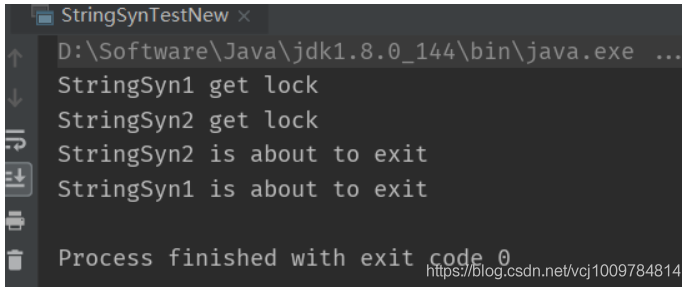 StringSynTestNew ×
D:\Software\Java\jdk1.8.0_144\bin\java.exe ...
StringSyn1 get lock
StringSyn2 get lock
StringSyn2 is about to exit
StringSyn1 is about to exit
Process finished with exit code 0
https://blog.csdn.net/vcj1009784814